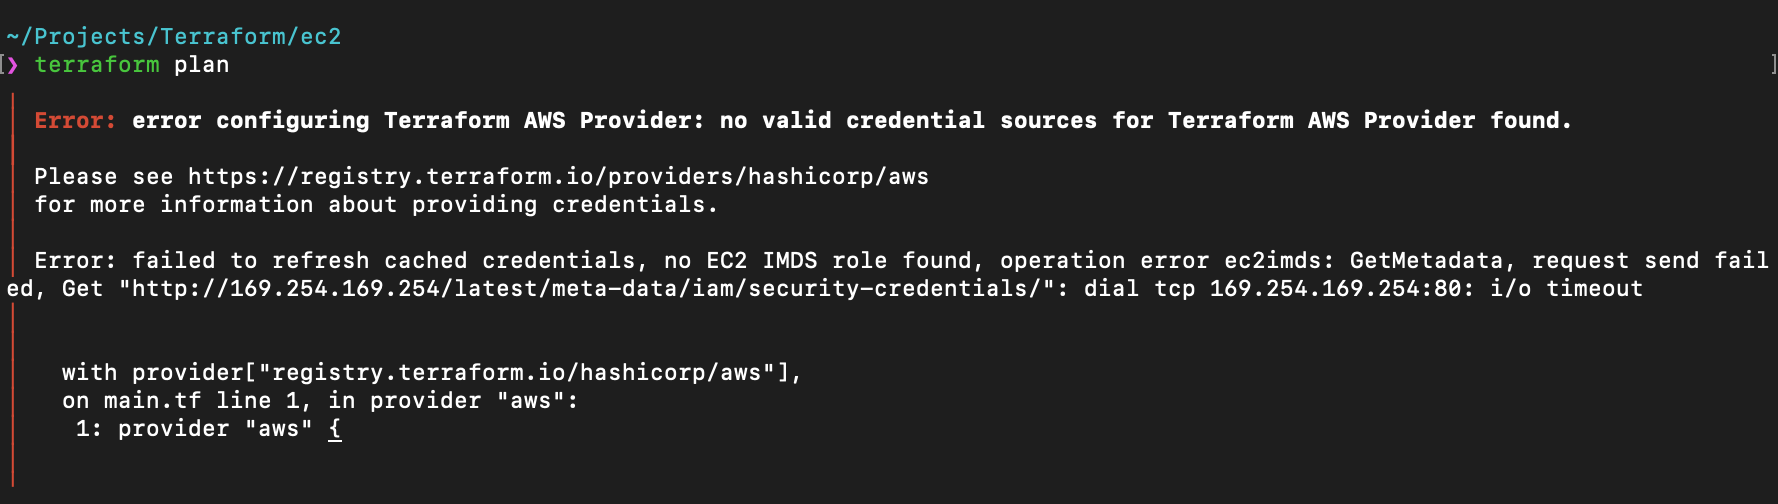 ~/Projects/Terraform/ec2
[❯ terraform plan ]
Error: error configuring Terraform AWS Provider: no valid credential sources for Terraform AWS Provider found.
Please see https://registry.terraform.io/providers/hashicorp/aws
for more information about providing credentials.
Error: failed to refresh cached credentials, no EC2 IMDS role found, operation error ec2imds: GetMetadata, request send fail
ed, Get "http://169.254.169.254/latest/meta-data/iam/security-credentials/": dial tcp 169.254.169.254:80: i/o timeout
with provider["registry.terraform.io/hashicorp/aws"],
on main.tf line 1, in provider "aws":
1: provider "aws" {